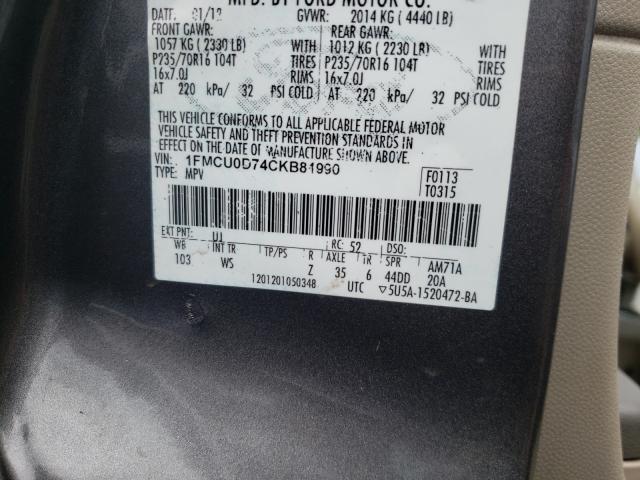 MFD. BY FORD MOTOR CO.
DATE: 01/12 GVWR: 2014 KG ( 4440 LB)
FRONT GAWR: REAR GAWR:
1057 KG ( 2330 LB) WITH 1012 KG ( 2230 LB) WITH
P235/70R16 104T TIRES P235/70R16 104T TIRES
16x7.0J RIMS 16x7.0J RIMS
AT 220 kPa/ 32 PSI COLD AT 220 kPa/ 32 PSI COLD
THIS VEHICLE CONFORMS TO ALL APPLICABLE FEDERAL MOTOR
VEHICLE SAFETY AND THEFT PREVENTION STANDARDS IN
EFFECT ON THE DATE OF MANUFACTURE SHOWN ABOVE.
VIN: 1FMCU0D74CKB81990 F0113
TYPE: MPV T0315
EXT PNT: UJ RC: 52 DSO:
WB INT TR TP/PS R AXLE TR SPR AM71A
103 WS Z 35 6 44DD 20A
1201201050348 UTC ▽5U5A-1520472-BA